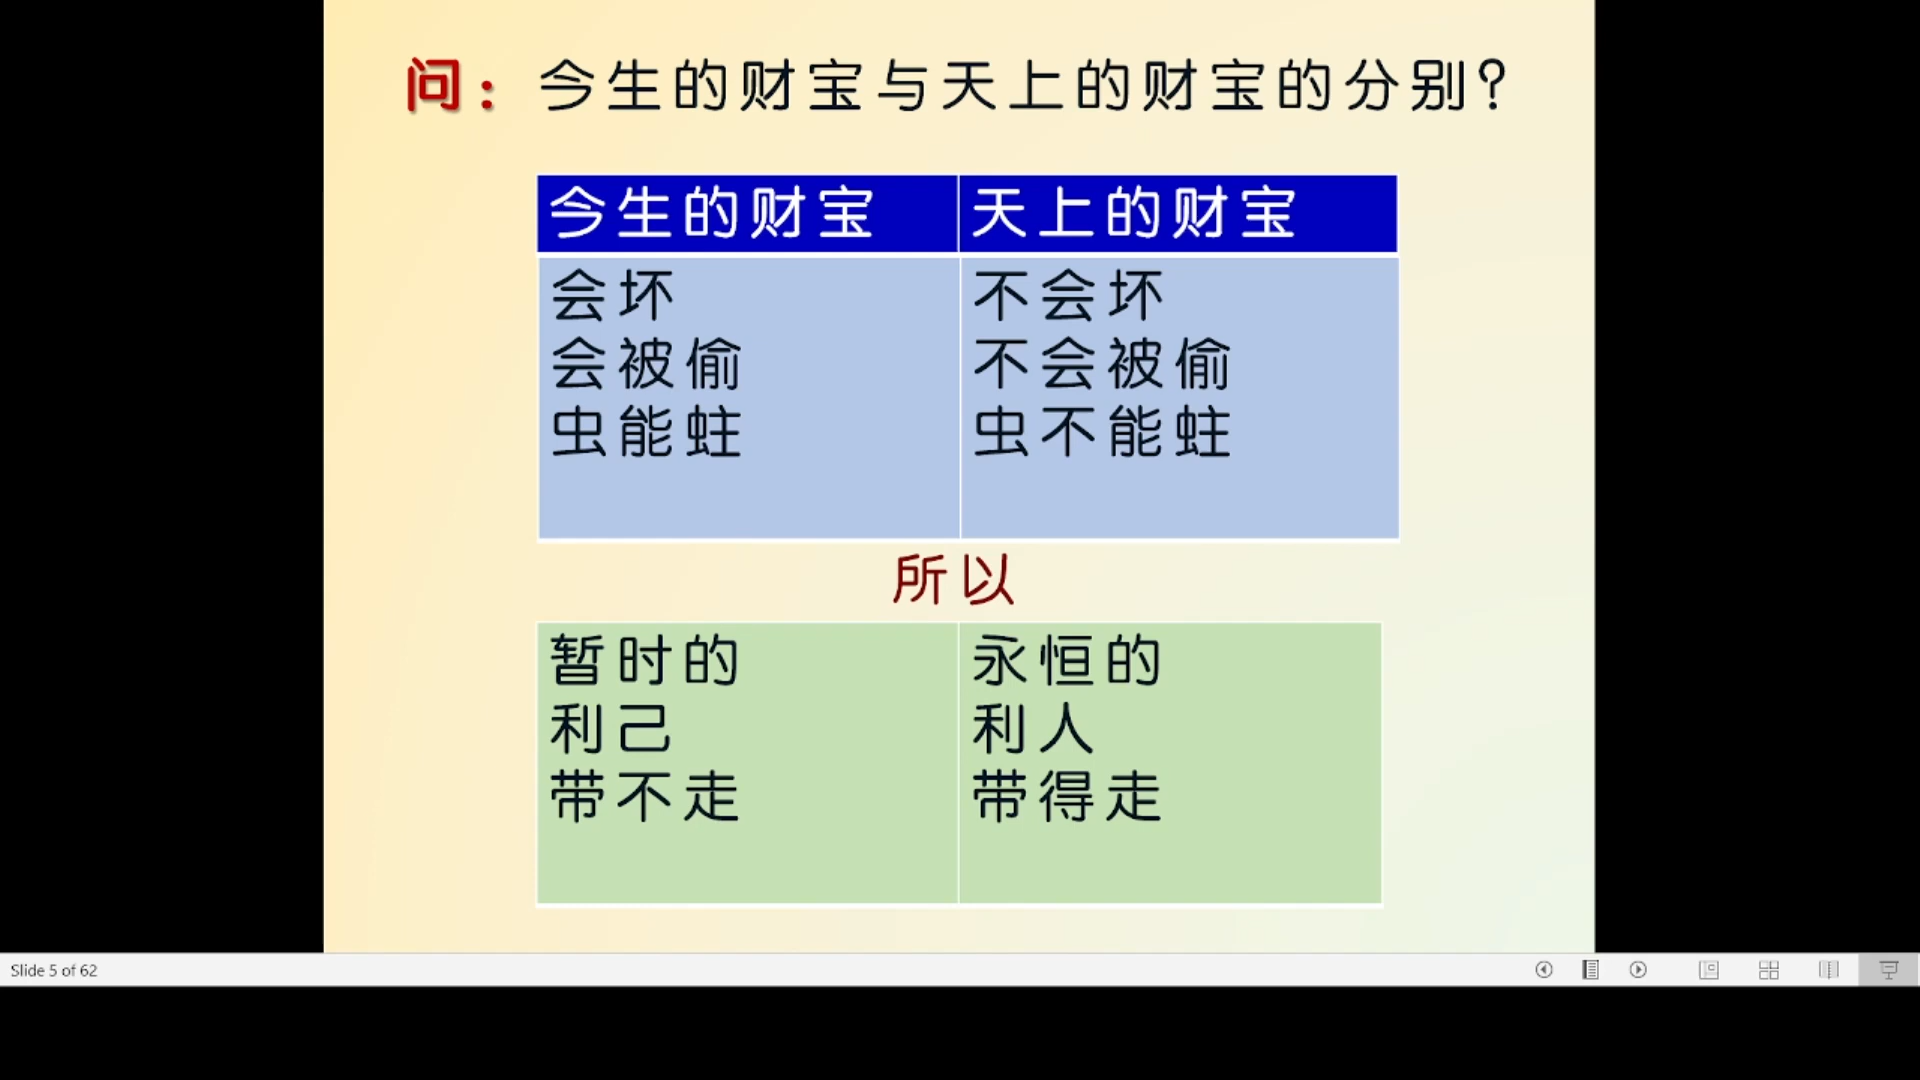 问：今生的财宝与天上的财宝的分别？
今生的财宝 天上的财宝
会坏 不会坏
会被偷 不会被偷
虫能蛀 虫不能蛀
所以
暂时的 永恒的
利己 利人
带不走 带得走
Slide 5 of 62